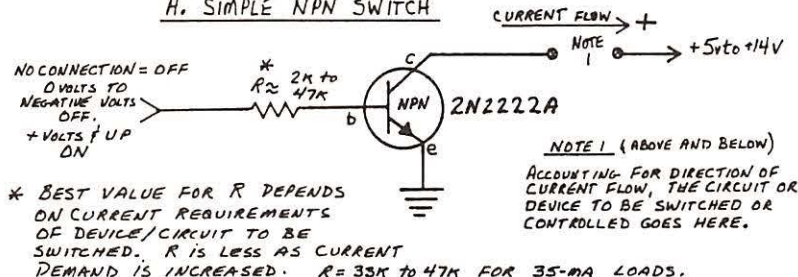 H. SIMPLE NPN SWITCH
CURRENT FLOW +
NOTE
1
+5v to +14V
NO CONNECTION = OFF
0 VOLTS TO
NEGATIVE VOLTS
OFF.
+ VOLTS & UP
ON
*
R≈ 2K to
47K
b
c
NPN
e
2N2222A
NOTE 1 (ABOVE AND BELOW)
ACCOUNTING FOR DIRECTION OF
CURRENT FLOW, THE CIRCUIT OR
DEVICE TO BE SWITCHED OR
CONTROLLED GOES HERE.
* BEST VALUE FOR R DEPENDS
ON CURRENT REQUIREMENTS
OF DEVICE/CIRCUIT TO BE
SWITCHED. R is LESS AS CURRENT
DEMAND IS INCREASED. R = 33K to 47K FOR 35-mA LOADS.